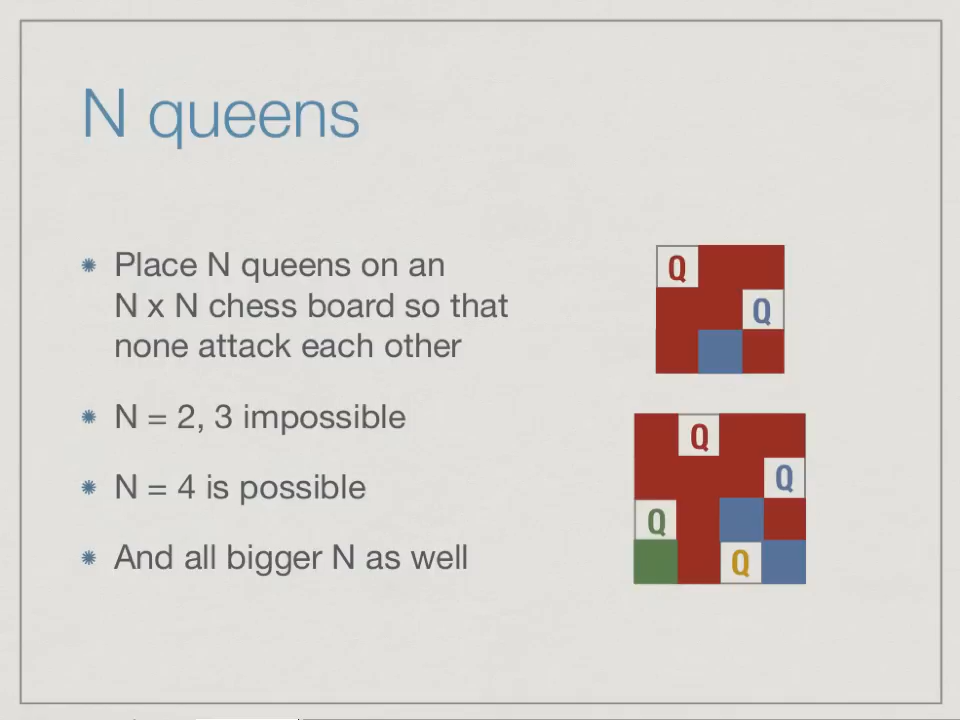 N queens
Place N queens on an
N x N chess board so that
none attack each other
N = 2, 3 impossible
N = 4 is possible
And all bigger N as well
Q
Q
Q
Q
Q
Q